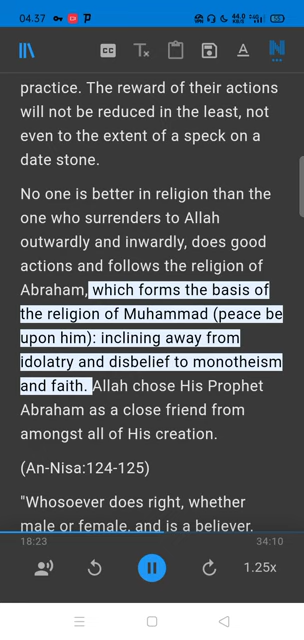 04.37
44.0
CC
practice. The reward of their actions
will not be reduced in the least, not
even to the extent of a speck on a
date stone.
No one is better in religion than the
one who surrenders to Allah
outwardly and inwardly, does good
actions and follows the religion of
Abraham, which forms the basis of
the religion of Muhammad (peace be
upon him): inclining away from
idolatry and disbelief to monotheism
and faith. Allah chose His Prophet
Abraham as a close friend from
amongst all of His creation.
(An-Nisa:124-125)
"Whosoever does right, whether
male or female, and is a believer,
18:23 34:10
1.25x